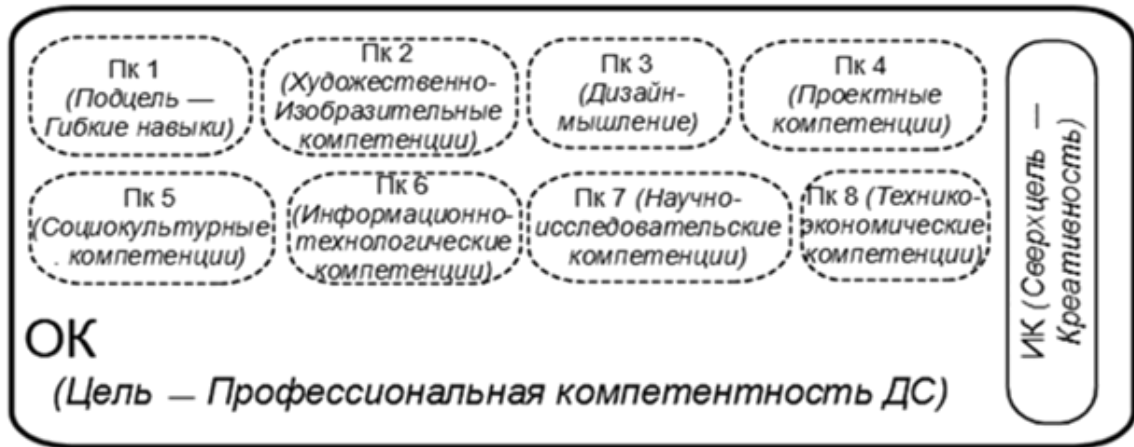 Пк 1
(Подцель —
Гибкие навыки)
Пк 2
(Художественно-
Изобразительные
компетенции)
Пк 3
(Дизайн-
мышление)
Пк 4
(Проектные
компетенции)
Пк 5
(Социокультурные
. компетенции)
Пк 6
(Информационно-
технологические
компетенции)
Пк 7 (Научно-
исследовательские
компетенции)
Пк 8 (Технико-
экономические
компетенции)
ОК
(Цель — Профессиональная компетентность ДС)
ИК (Сверхцель —
Креативность)